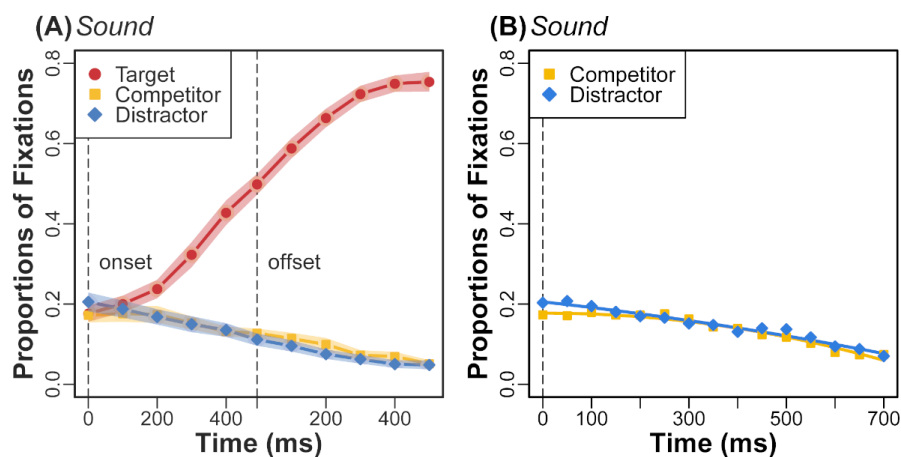 (A) Sound
Proportions of Fixations
0.0 0.2 0.4 0.6 0.8
Target
Competitor
Distractor
onset
offset
0 200 400 200 400
Time (ms)
(B) Sound
Proportions of Fixations
0.0 0.2 0.4 0.6 0.8
Competitor
Distractor
0 100 300 500 700
Time (ms)